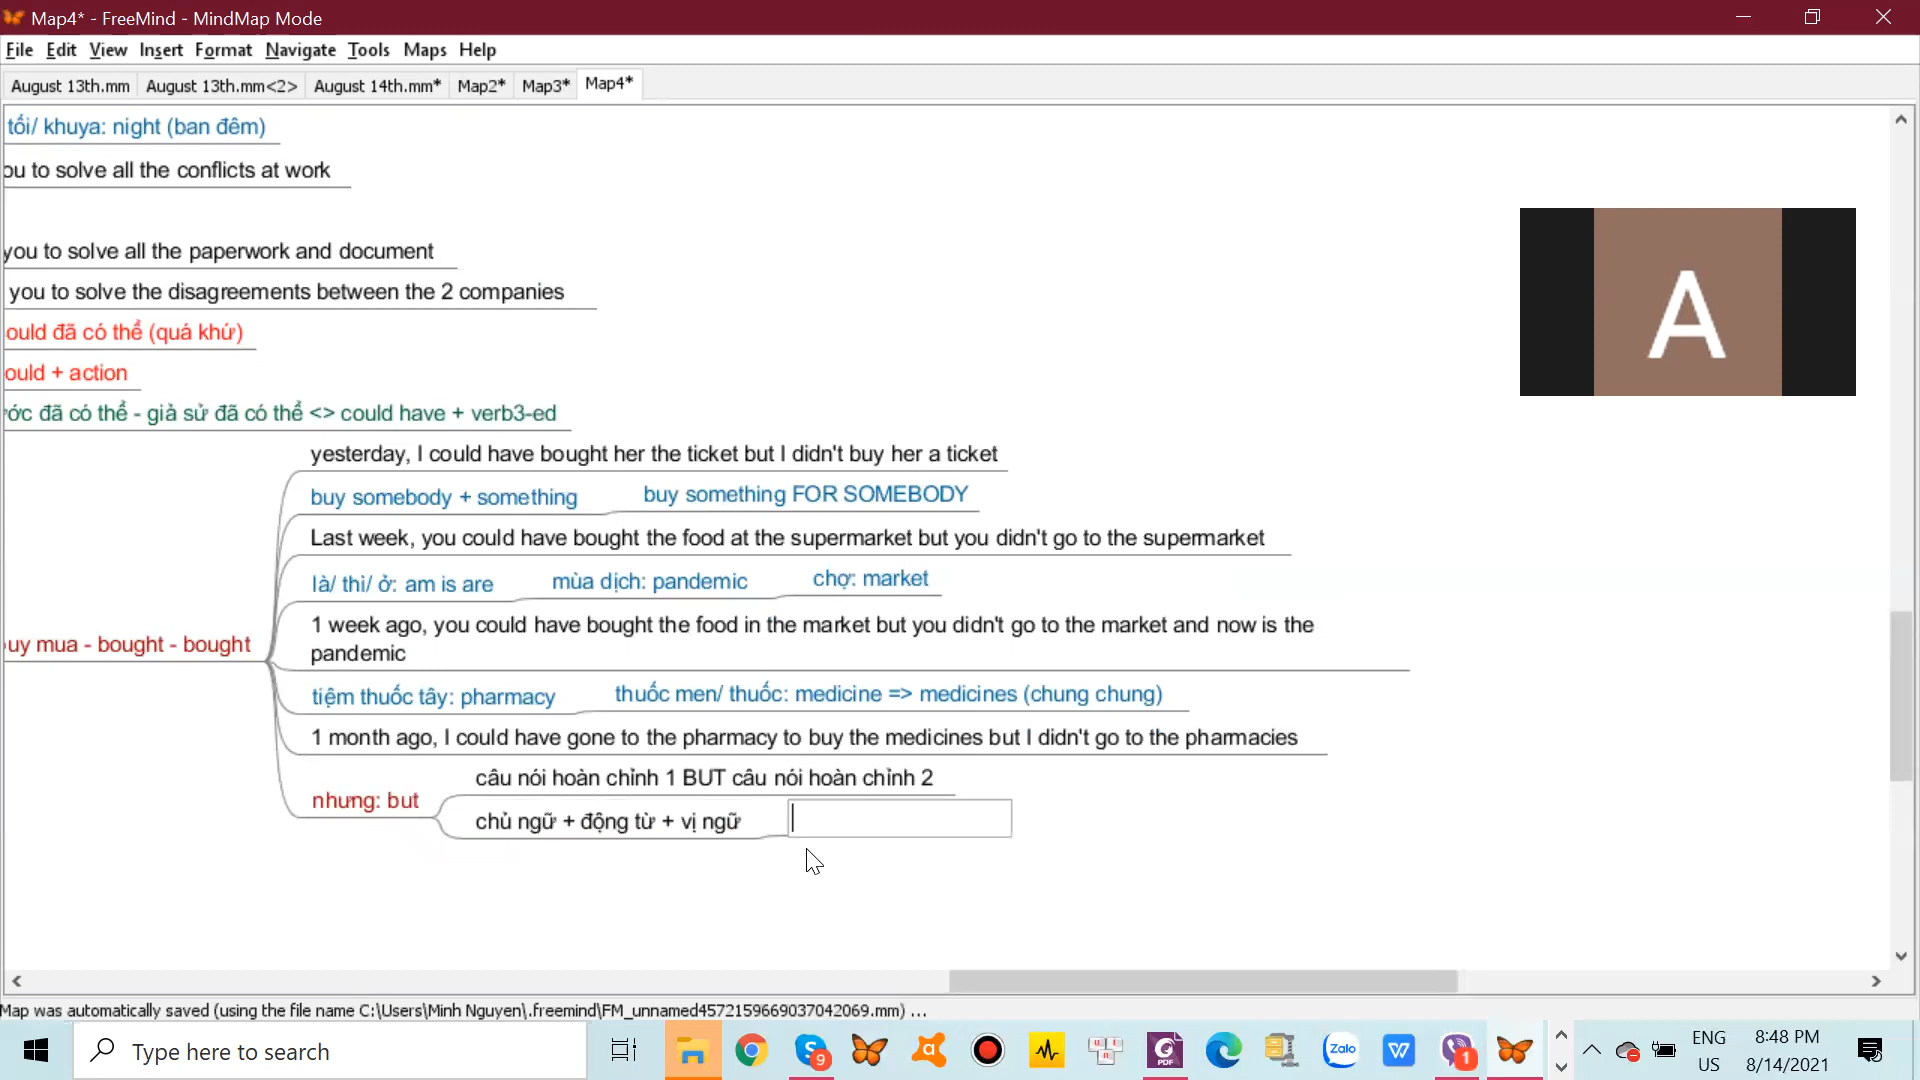 Map4* - FreeMind - MindMap Mode
File Edit View Insert Format Navigate Tools Maps Help
August 13th.mm August 13th.mm<2> August 14th.mm* Map2* Map3* Map4*
tối/ khuya: night (ban đêm)
ou to solve all the conflicts at work
you to solve all the paperwork and document
you to solve the disagreements between the 2 companies
ould đã có thể (quá khứ)
ould + action
ớc đã có thể - giả sử đã có thể <> could have + verb3-ed
yesterday, I could have bought her the ticket but I didn't buy her a ticket
buy somebody + something buy something FOR SOMEBODY
Last week, you could have bought the food at the supermarket but you didn't go to the supermarket
là/ thì/ ở: am is are mùa dịch: pandemic chợ: market
1 week ago, you could have bought the food in the market but you didn't go to the market and now is the
pandemic
uy mua - bought - bought
tiệm thuốc tây: pharmacy thuốc men/ thuốc: medicine => medicines (chung chung)
1 month ago, I could have gone to the pharmacy to buy the medicines but I didn't go to the pharmacies
câu nói hoàn chỉnh 1 BUT câu nói hoàn chỉnh 2
nhưng: but
chủ ngữ + động từ + vị ngữ
A
Map was automatically saved (using the file name C:\Users\Minh Nguyen\.freemind\FM_unnamed4572159669037042069.mm) ...
Type here to search
9
PDF
Zalo
1
ENG
US
8:48 PM
8/14/2021